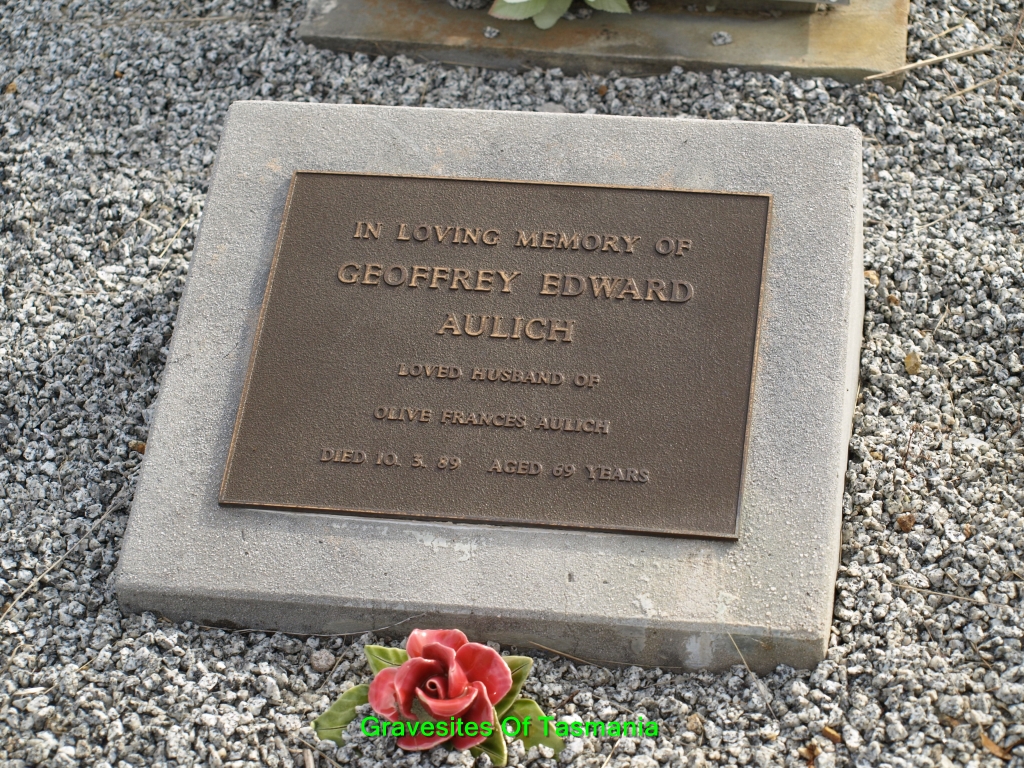 IN LOVING MEMORY OF
GEOFFREY EDWARD
AULICH
LOVED HUSBAND OF
OLIVE FRANCES AULICH
DIED 10. 3. 89 AGED 69 YEARS
Gravesites Of Tasmania